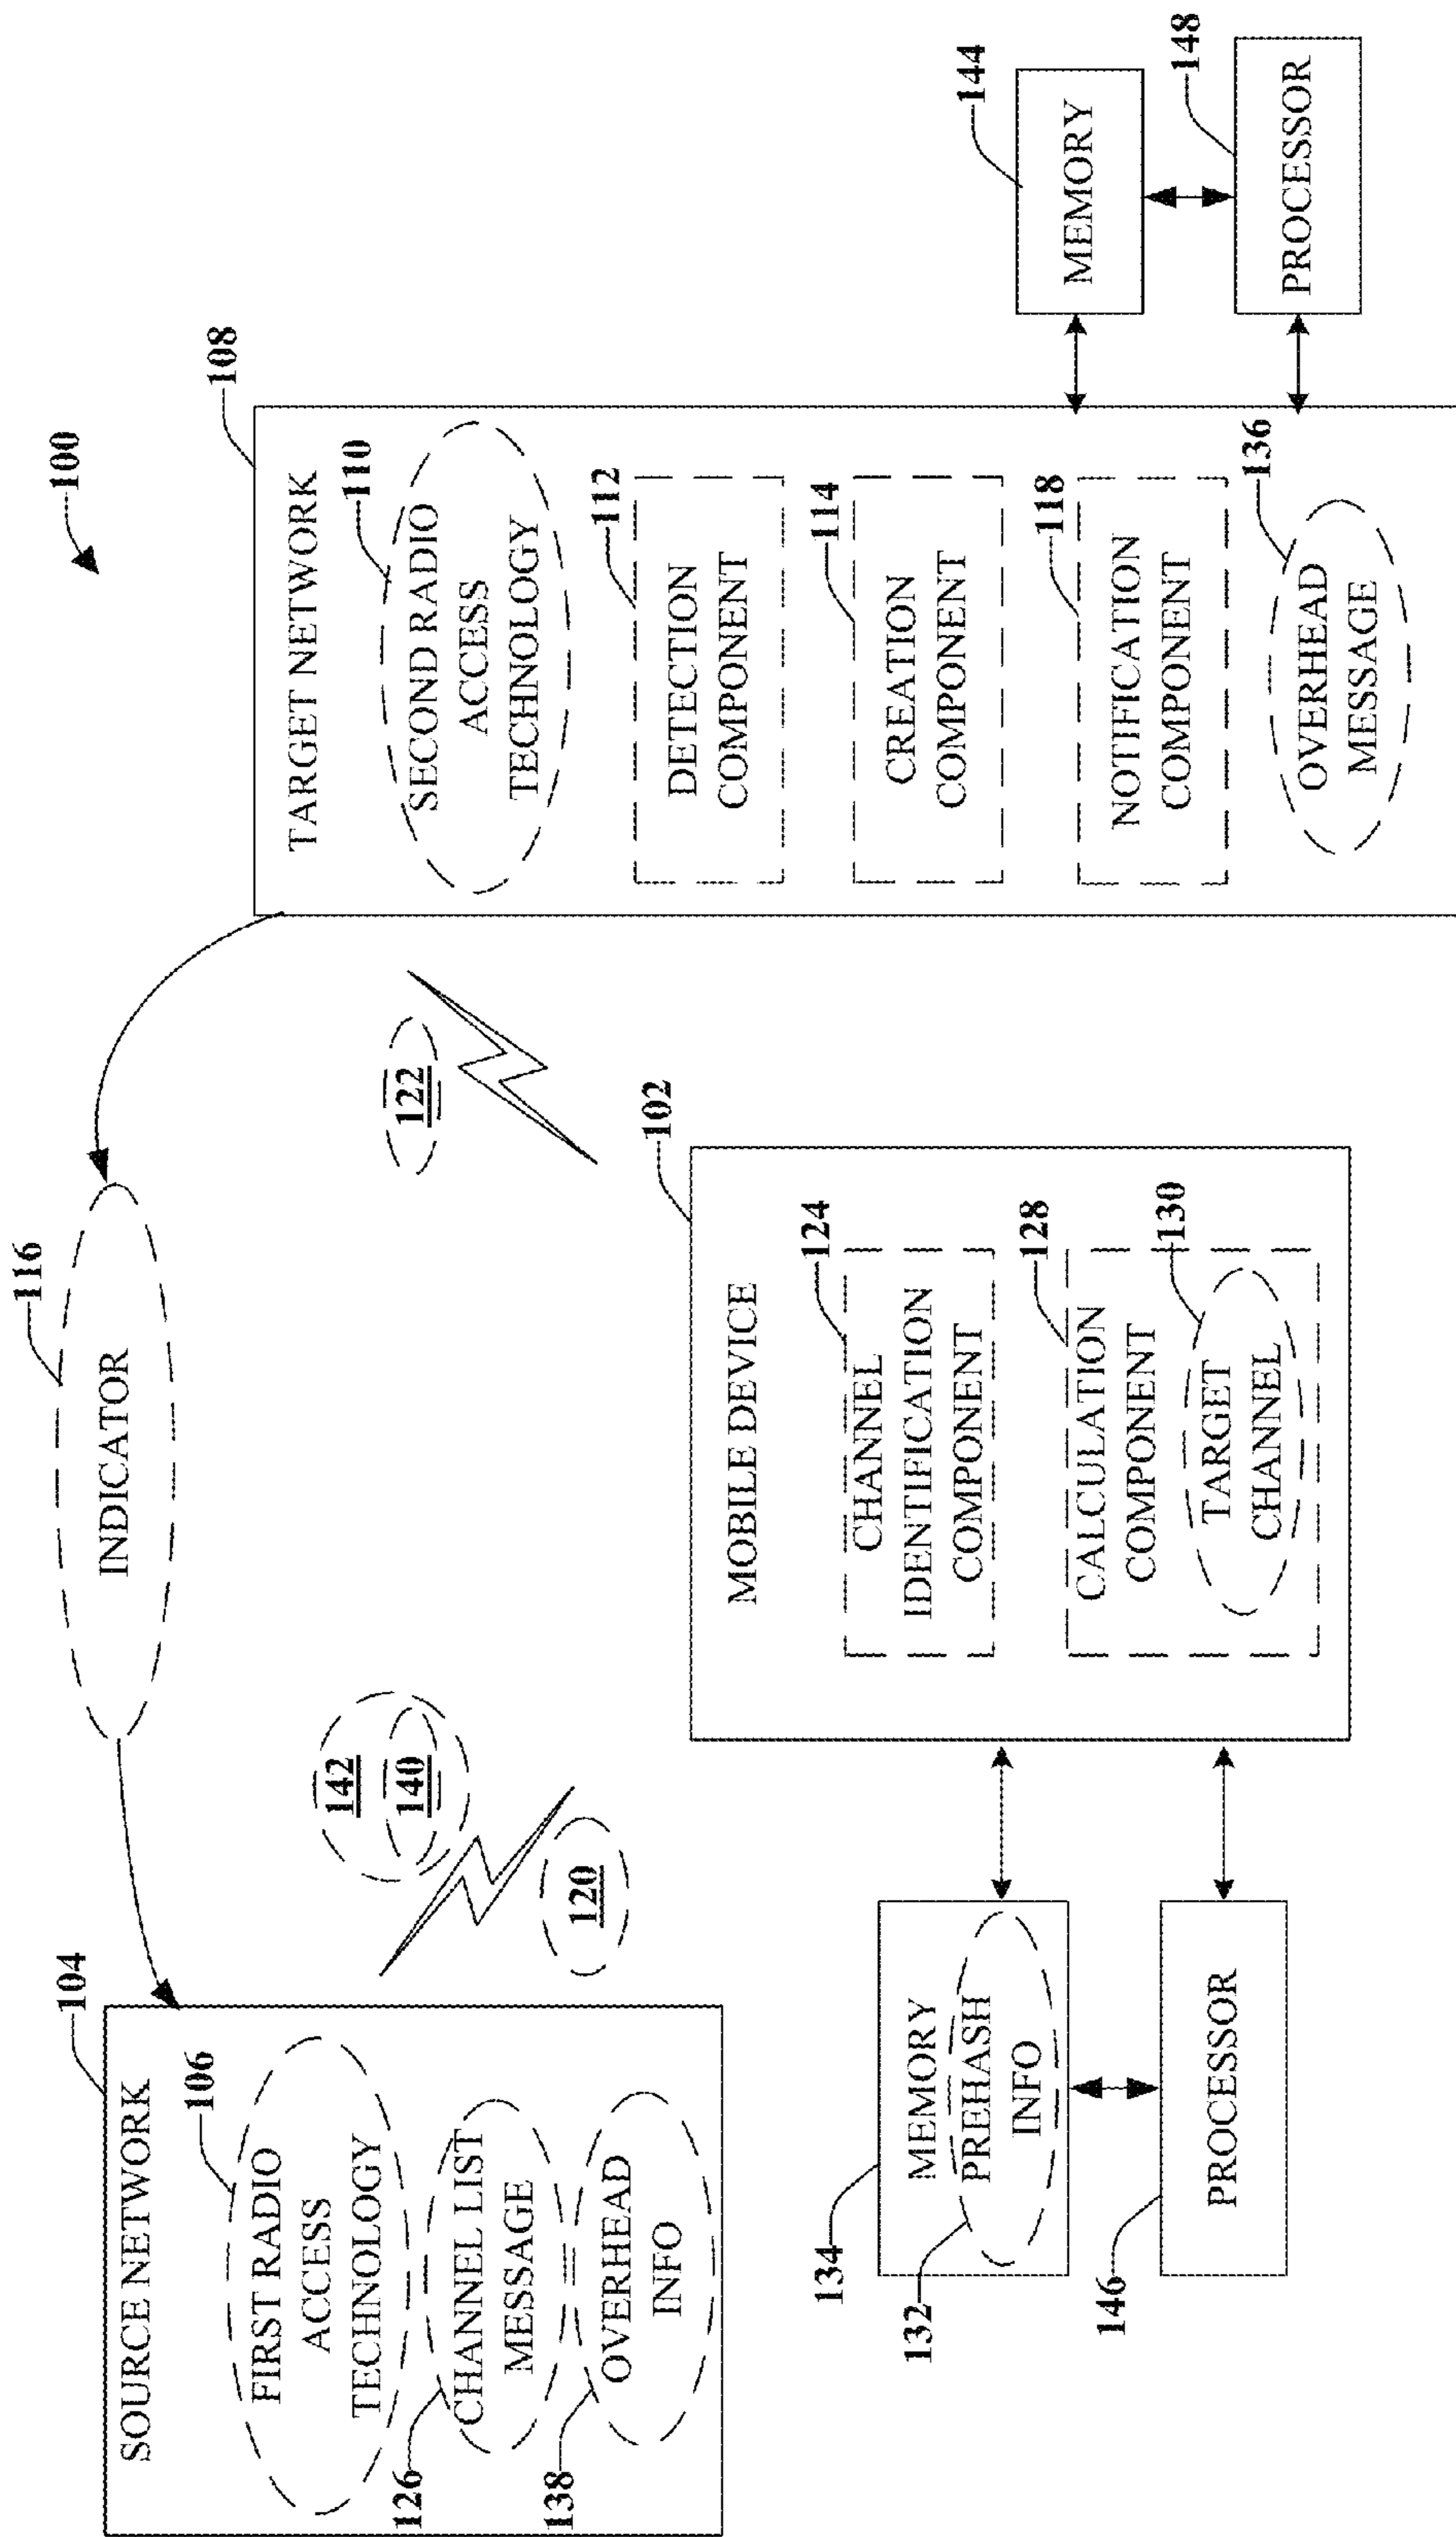 100
116
INDICATOR
104
SOURCE NETWORK
106
FIRST RADIO
ACCESS
TECHNOLOGY
126
CHANNEL LIST
MESSAGE
138
OVERHEAD
INFO
142
140
120
122
108
TARGET NETWORK
110
SECOND RADIO
ACCESS
TECHNOLOGY
112
DETECTION
COMPONENT
114
CREATION
COMPONENT
118
NOTIFICATION
COMPONENT
136
OVERHEAD
MESSAGE
102
MOBILE DEVICE
124
CHANNEL
IDENTIFICATION
COMPONENT
128
CALCULATION
COMPONENT
130
TARGET
CHANNEL
134
MEMORY
132
PREHASH
INFO
146
PROCESSOR
144
MEMORY
148
PROCESSOR